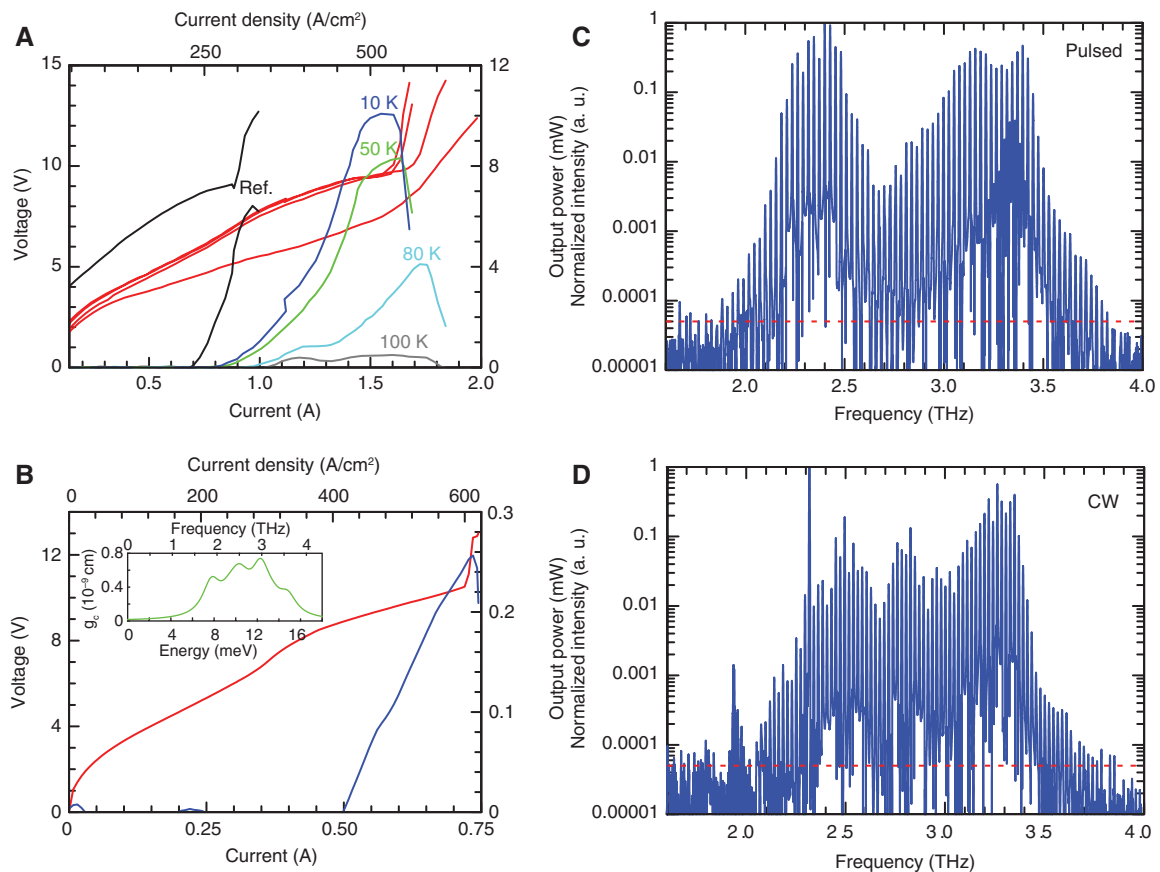 A
Current density (A/cm²)
250 500
15
10
5
0
Voltage (V)
12
8
4
0
10 K
50 K
Ref.
80 K
100 K
0.5 1.0 1.5 2.0
Current (A)
Output power (mW)
C
Pulsed
Normalized intensity (a. u.)
1
0.1
0.01
0.001
0.0001
0.00001
2.0 2.5 3.0 3.5 4.0
Frequency (THz)
B
Current density (A/cm²)
0 200 400 600
12
8
4
0
Voltage (V)
0.3
0.2
0.1
0
Frequency (THz)
0 1 2 3 4
0.8
0.4
0
g꜀ (10⁻⁹ cm)
0 4 8 12 16
Energy (meV)
0 0.25 0.50 0.75
Current (A)
Output power (mW)
D
CW
Normalized intensity (a. u.)
1
0.1
0.01
0.001
0.0001
0.00001
2.0 2.5 3.0 3.5 4.0
Frequency (THz)